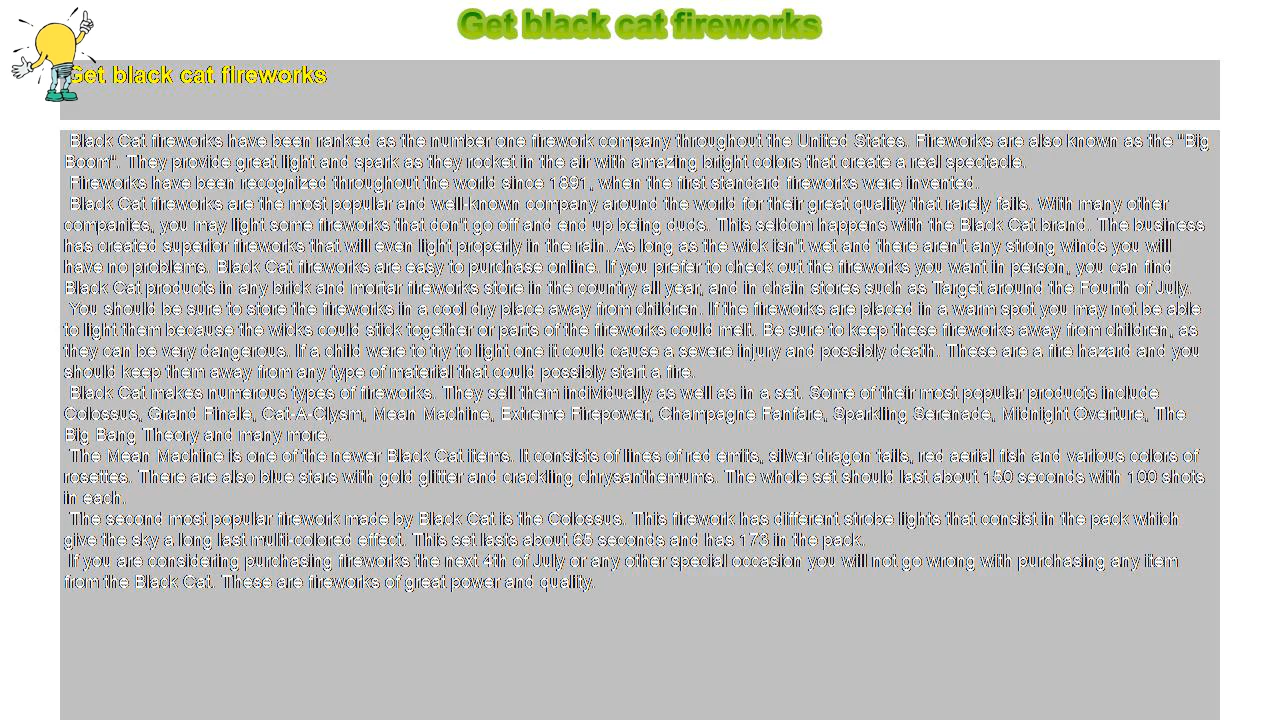 Get black cat fireworks
Get black cat fireworks
Black Cat fireworks have been ranked as the number one firework company throughout the United States. Fireworks are also known as the "Big
Boom". They provide great light and spark as they rocket in the air with amazing bright colors that create a real spectacle.
Fireworks have been recognized throughout the world since 1891, when the first standard fireworks were invented.
Black Cat fireworks are the most popular and well-known company around the world for their great quality that rarely fails. With many other
companies, you may light some fireworks that don't go off and end up being duds. This seldom happens with the Black Cat brand. The business
has created superior fireworks that will even light properly in the rain. As long as the wick isn't wet and there aren't any strong winds you will
have no problems. Black Cat fireworks are easy to purchase online. If you prefer to check out the fireworks you want in person, you can find
Black Cat products in any brick and mortar fireworks store in the country all year, and in chain stores such as Target around the Fourth of July.
You should be sure to store the fireworks in a cool dry place away from children. If the fireworks are placed in a warm spot you may not be able
to light them because the wicks could stick together or parts of the fireworks could melt. Be sure to keep these fireworks away from children, as
they can be very dangerous. If a child were to try to light one it could cause a severe injury and possibly death. These are a fire hazard and you
should keep them away from any type of material that could possibly start a fire.
Black Cat makes numerous types of fireworks. They sell them individually as well as in a set. Some of their most popular products include
Colossus, Grand Finale, Cat-A-Clysm, Mean Machine, Extreme Firepower, Champagne Fanfare, Sparkling Serenade, Midnight Overture, The
Big Bang Theory and many more.
The Mean Machine is one of the newer Black Cat items. It consists of lines of red emits, silver dragon tails, red aerial fish and various colors of
rosettes. There are also blue stars with gold glitter and crackling chrysanthemums. The whole set should last about 150 seconds with 100 shots
in each.
The second most popular firework made by Black Cat is the Colossus. This firework has different strobe lights that consist in the pack which
give the sky a long last multi colored effect. This set lasts about 65 seconds and has 173 in the pack.
If you are considering purchasing fireworks the next 4th of July or any other special occasion you will not go wrong with purchasing any item
from the Black Cat. These are fireworks of great power and quality.